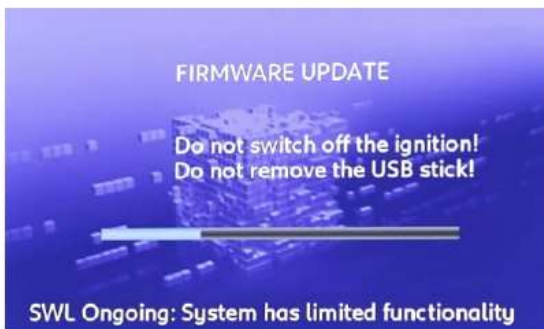 FIRMWARE UPDATE
Do not switch off the ignition!
Do not remove the USB stick!
SWL Ongoing: System has limited functionality